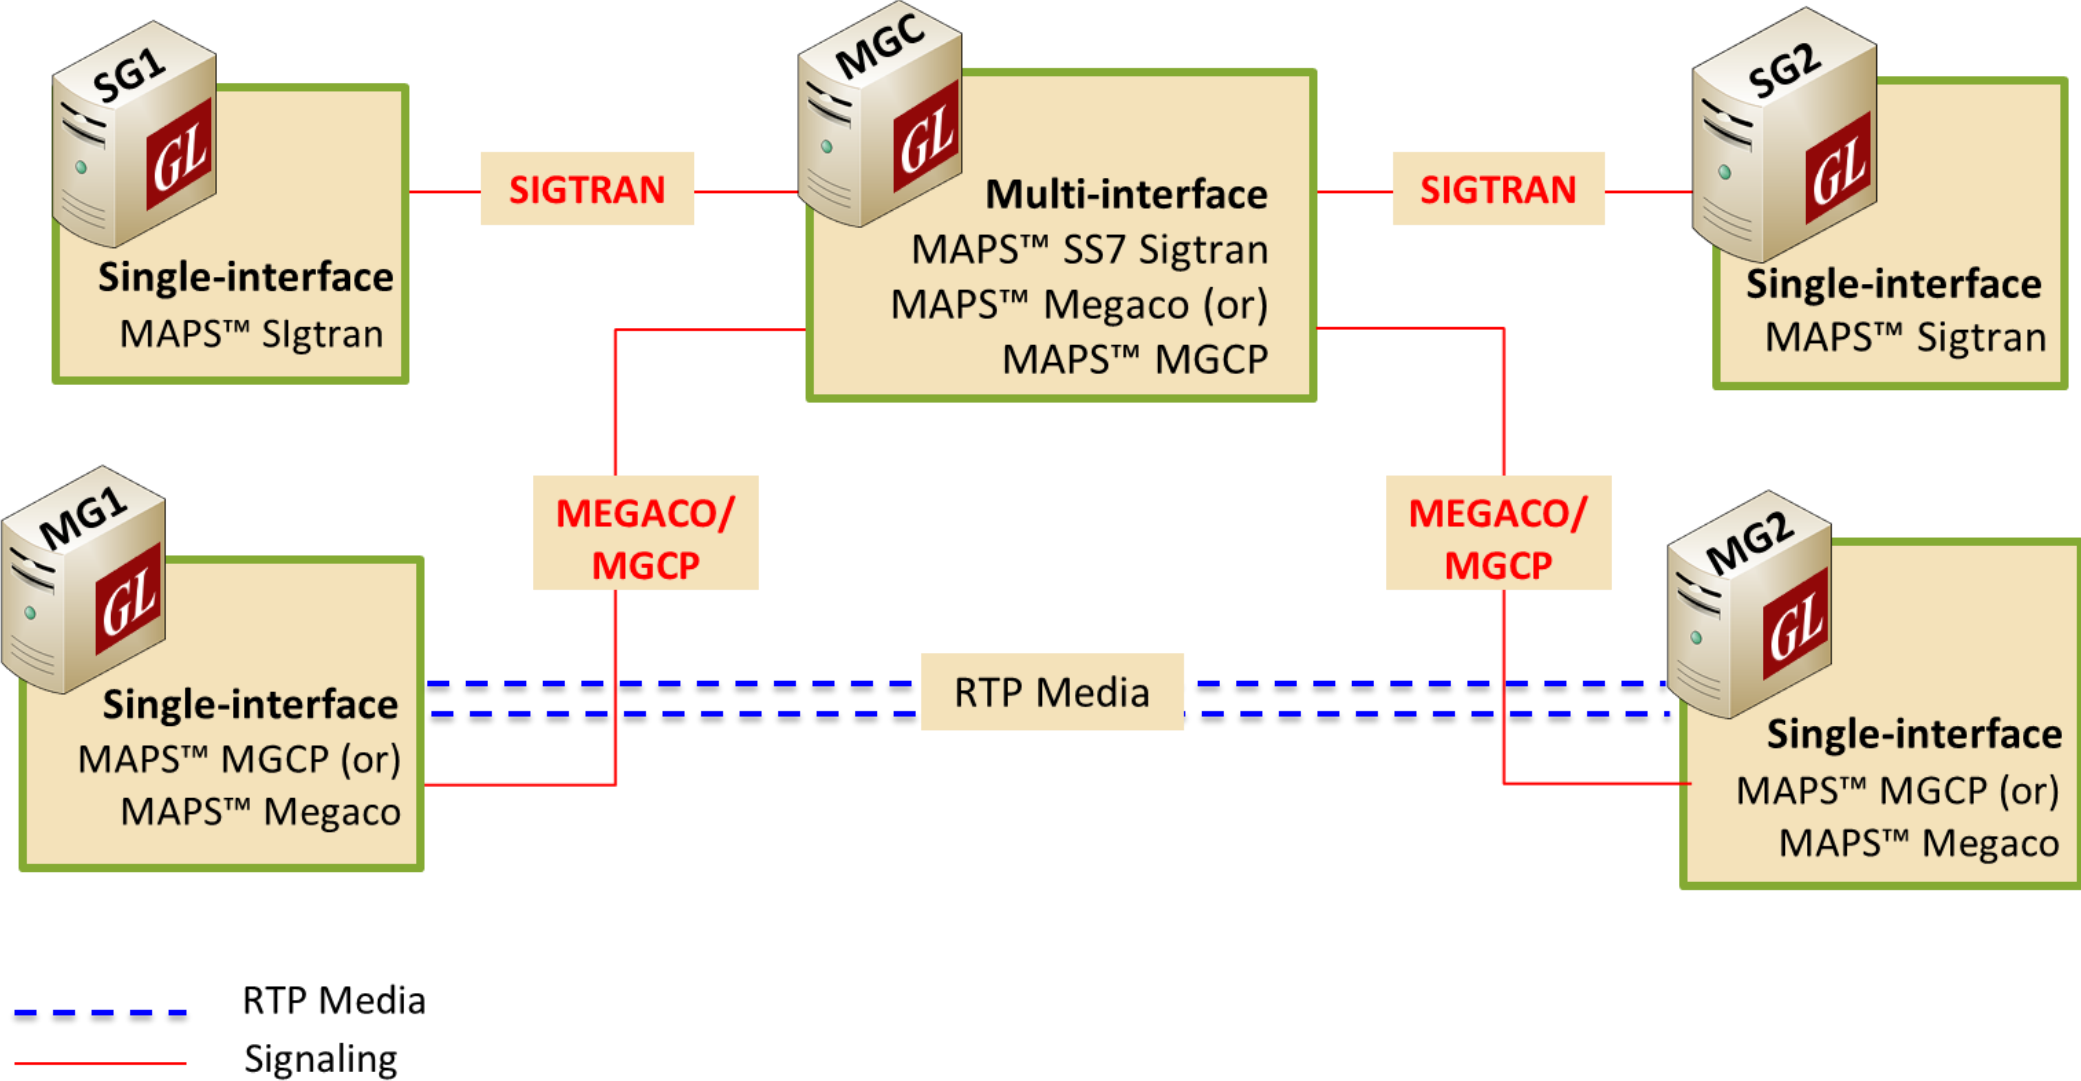 SG1
GL
MGC
GL
SG2
GL
SIGTRAN
SIGTRAN
Multi-interface
MAPS™ SS7 Sigtran
MAPS™ Megaco (or)
MAPS™ MGCP
Single-interface
MAPS™ SIgtran
Single-interface
MAPS™ Sigtran
MG1
GL
MEGACO/
MGCP
MEGACO/
MGCP
MG2
GL
RTP Media
Single-interface
MAPS™ MGCP (or)
MAPS™ Megaco
Single-interface
MAPS™ MGCP (or)
MAPS™ Megaco
RTP Media
Signaling